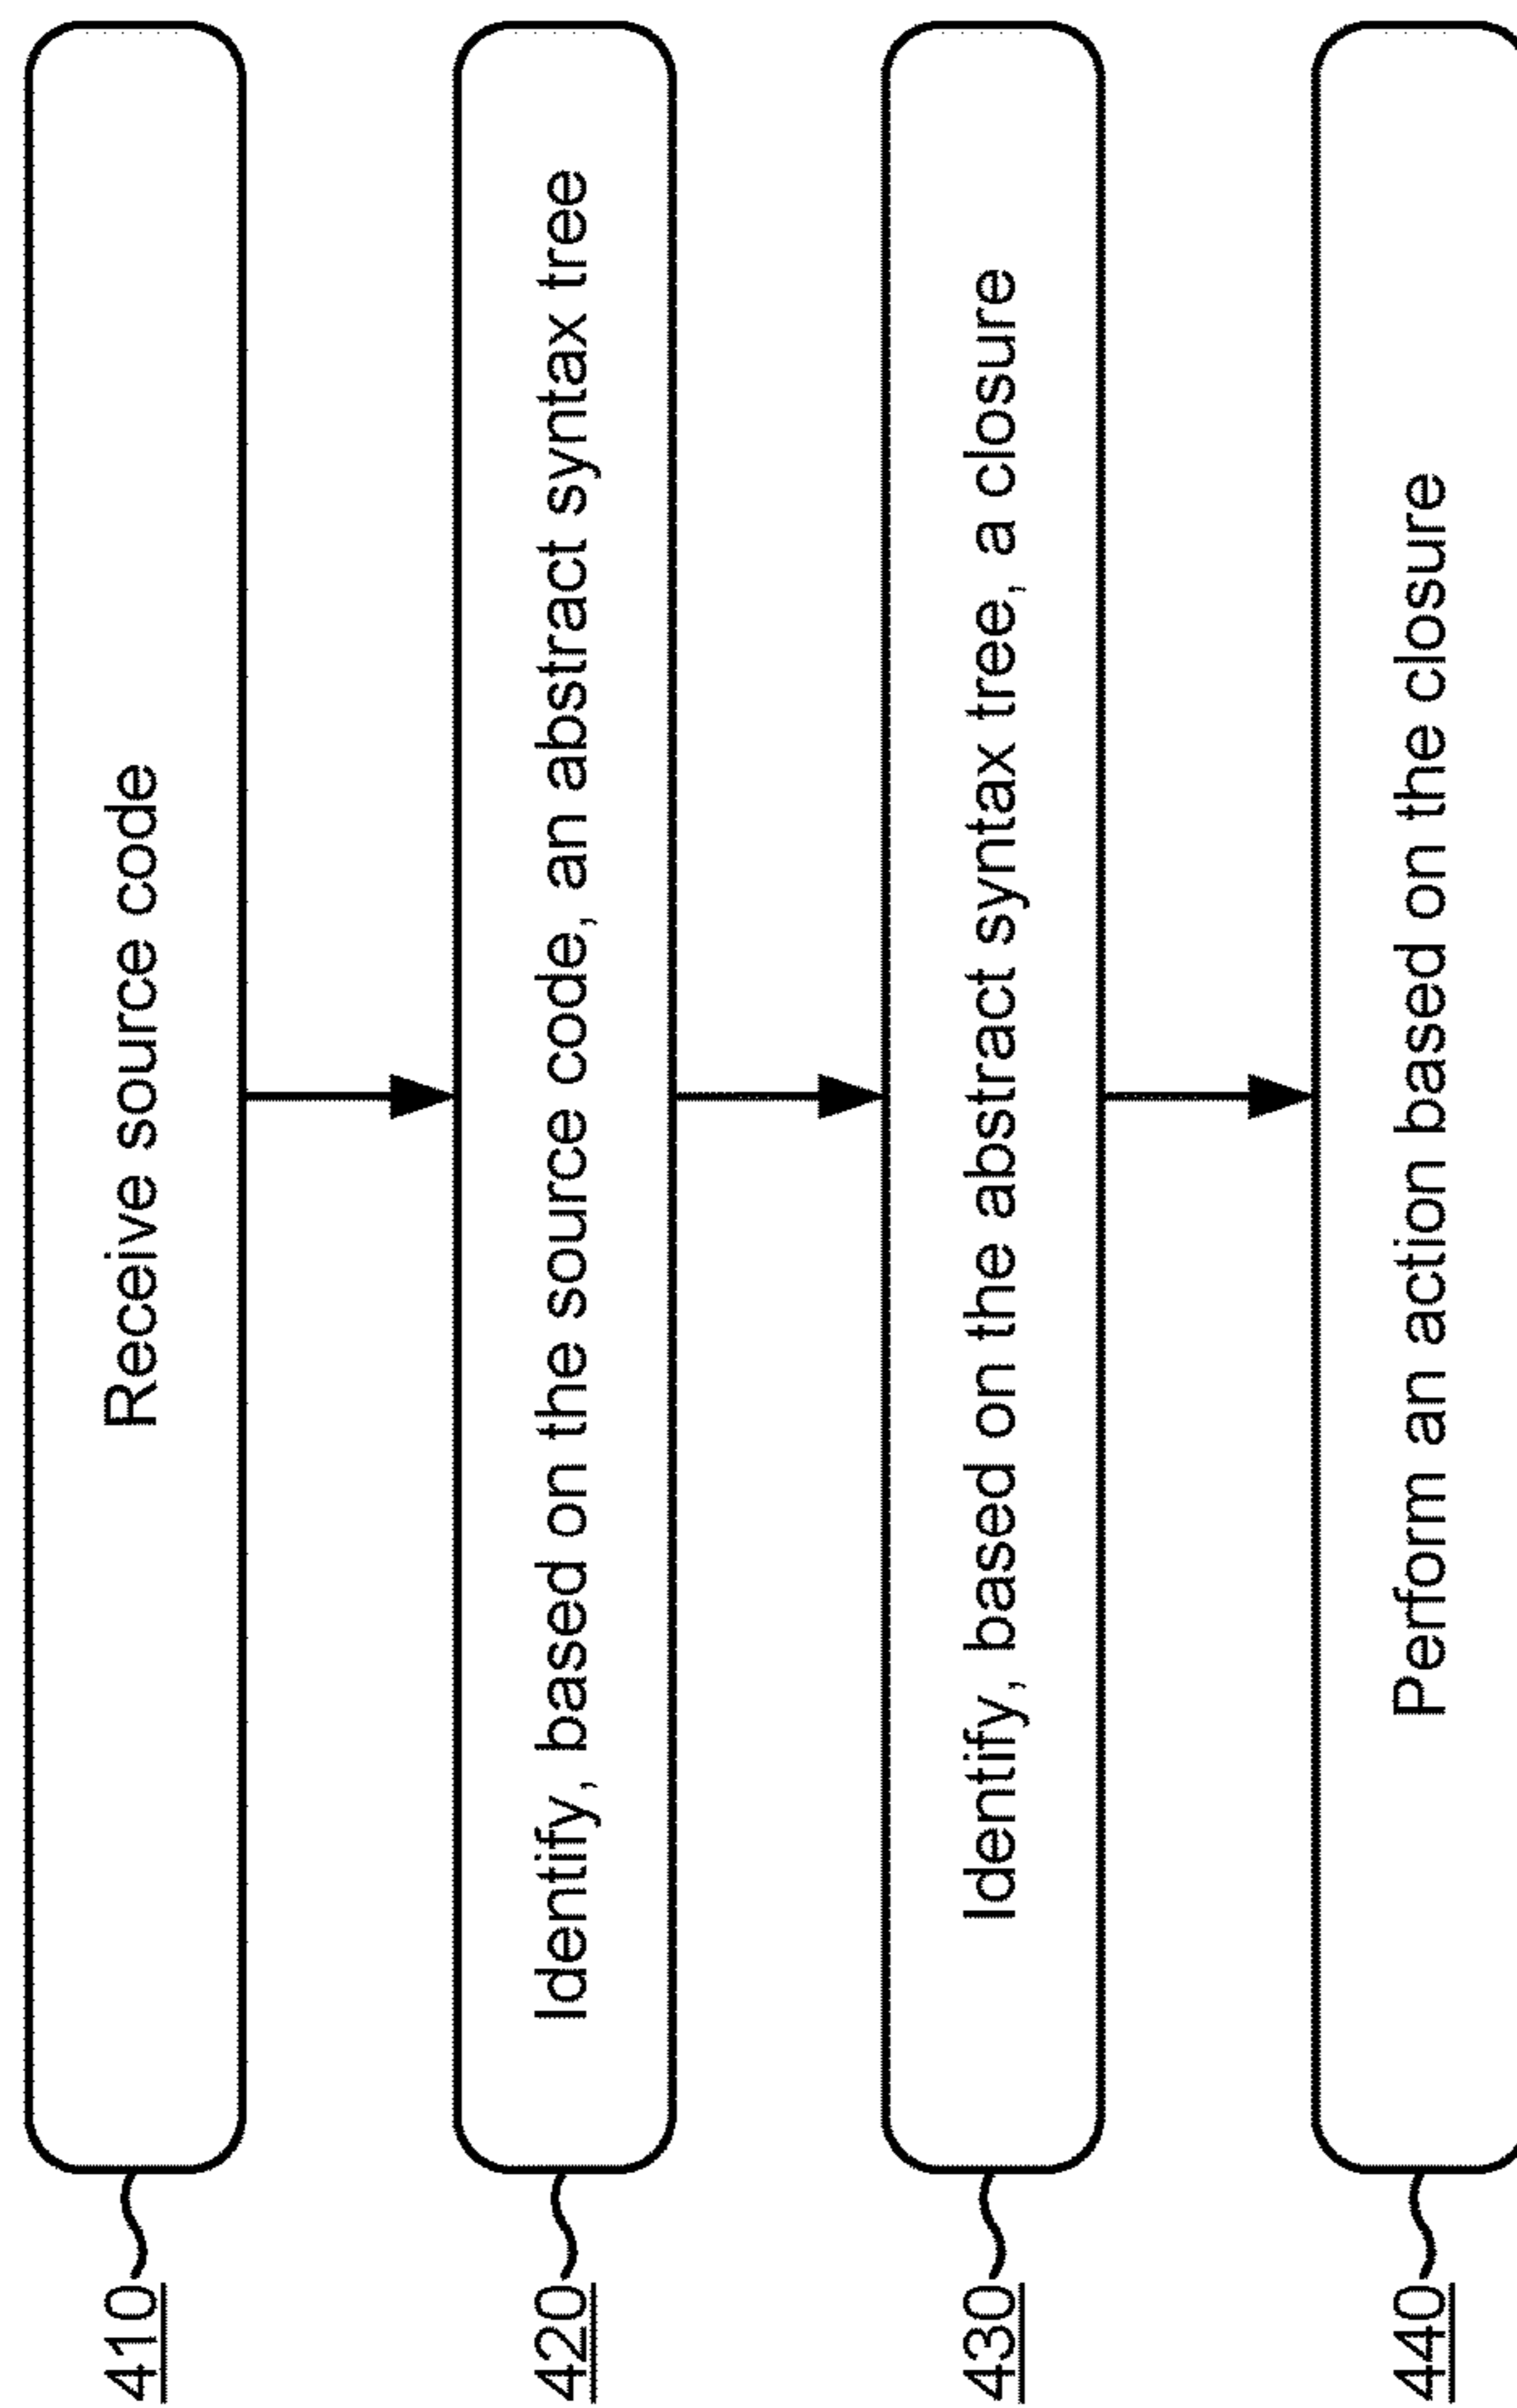 410
Receive source code
420
Identify, based on the source code, an abstract syntax tree
430
Identify, based on the abstract syntax tree, a closure
440
Perform an action based on the closure